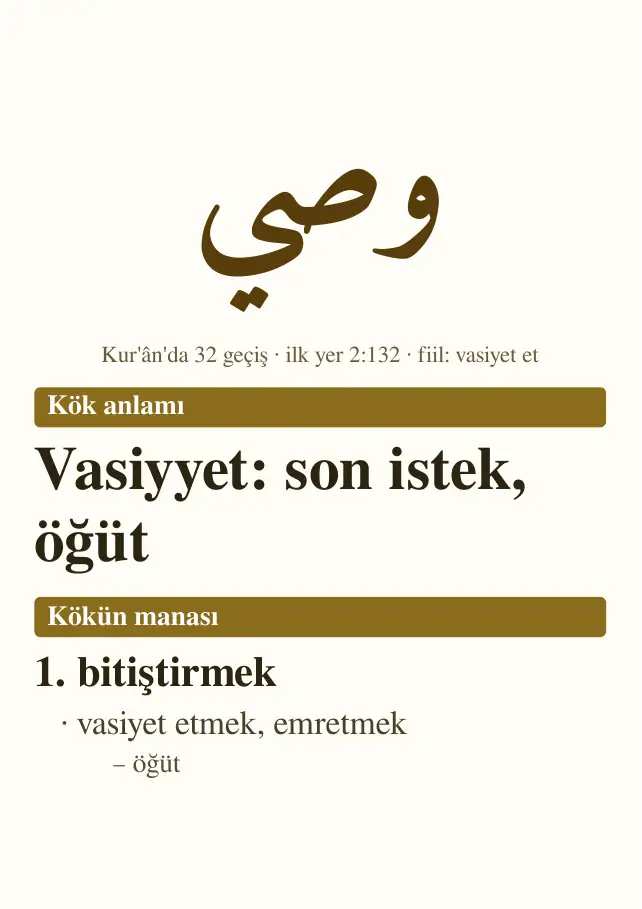 وصي
Kur'ân'da 32 geçiş · ilk yer 2:132 · fiil: vasiyet et
Kök anlamı
Vasiyyet: son istek,
öğüt
Kökün manası
1. bitiştirmek
· vasiyet etmek, emretmek
– öğüt